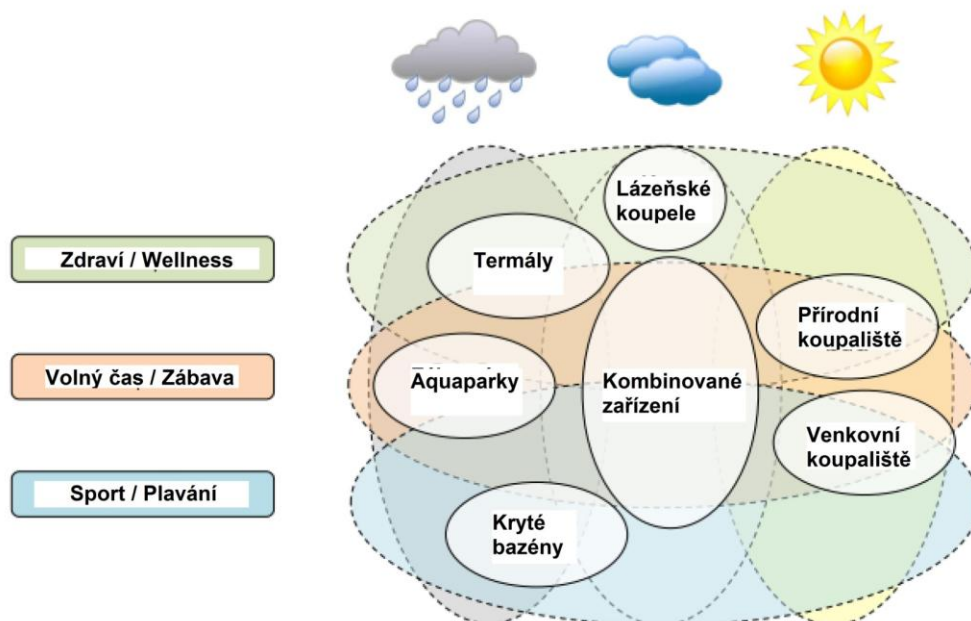 Lázeňské
koupele
Zdraví / Wellness
Termály
Přírodní
koupaliště
Volný čas / Zábava
Aquaparky
Kombinované
zařízení
Venkovní
koupaliště
Sport / Plavání
Kryté
bazény